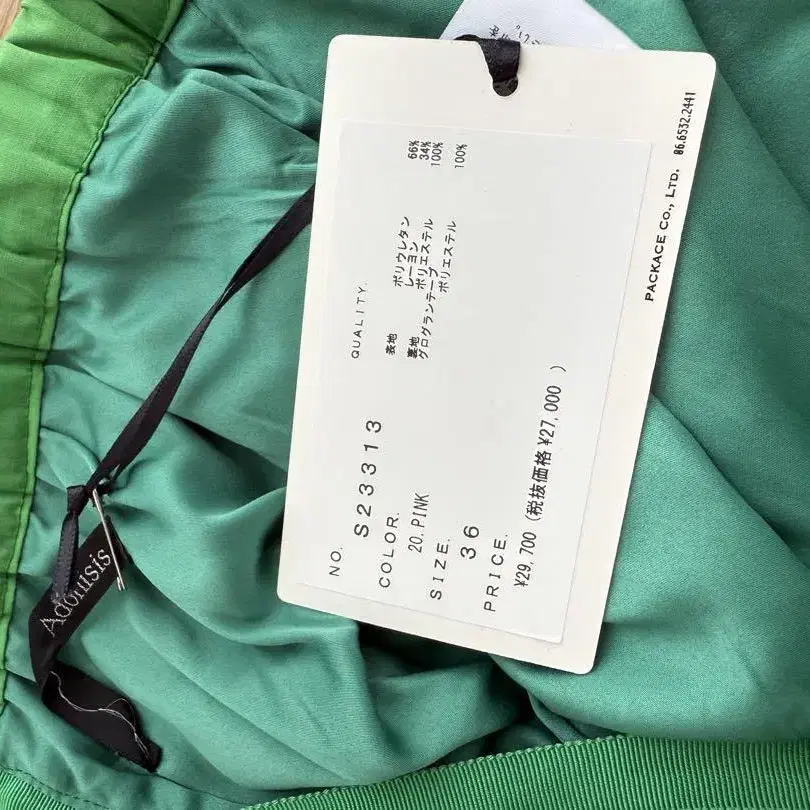 NO.
S23313
COLOR.
20.PINK
SIZE.
36
PRICE.
¥29,700 (税抜価格 ¥27,000 )
QUALITY.
表地 ポリウレタン 66%
レーヨン 34%
裏地 ポリエステル 100%
グログランテープ
ポリエステル 100%
PACKACE CO., LTD. 06.6532.2441
Adonisis